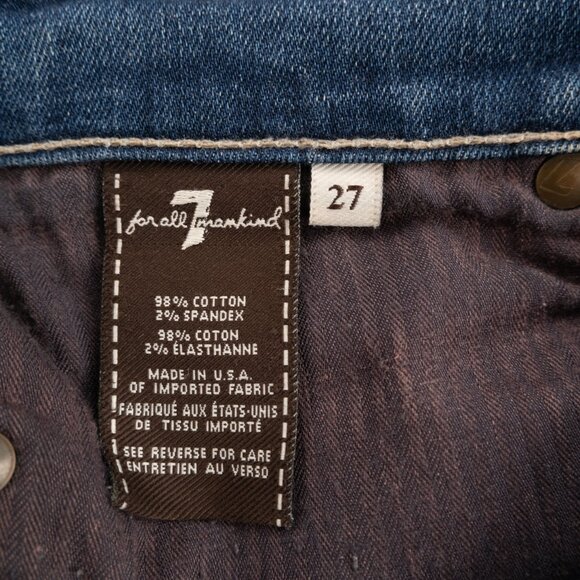 7
for all mankind
27
98% COTTON
2% SPANDEX
98% COTON
2% ÉLASTHANNE
MADE IN U.S.A.
OF IMPORTED FABRIC
FABRIQUÉ AUX ÉTATS-UNIS
DE TISSU IMPORTÉ
SEE REVERSE FOR CARE
ENTRETIEN AU VERSO